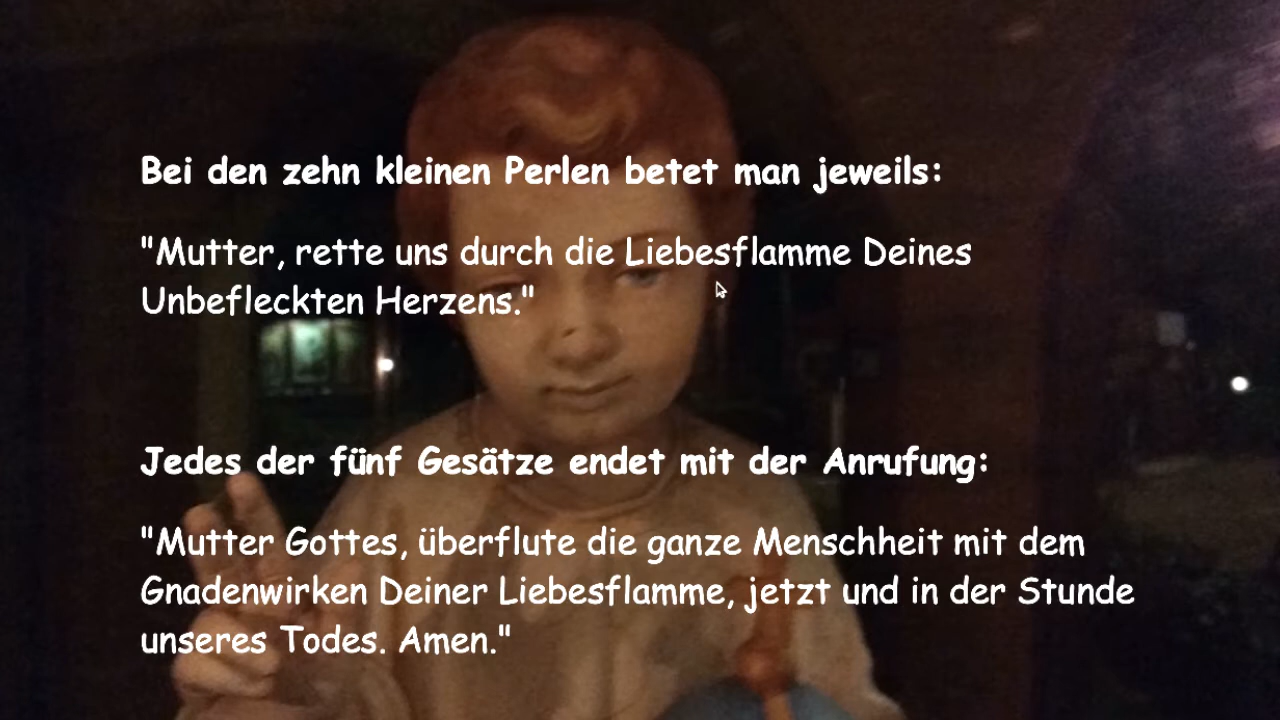 Bei den zehn kleinen Perlen betet man jeweils:
"Mutter, rette uns durch die Liebesflamme Deines
Unbefleckten Herzens."
Jedes der fünf Gesätze endet mit der Anrufung:
"Mutter Gottes, überflute die ganze Menschheit mit dem
Gnadenwirken Deiner Liebesflamme, jetzt und in der Stunde
unseres Todes. Amen."